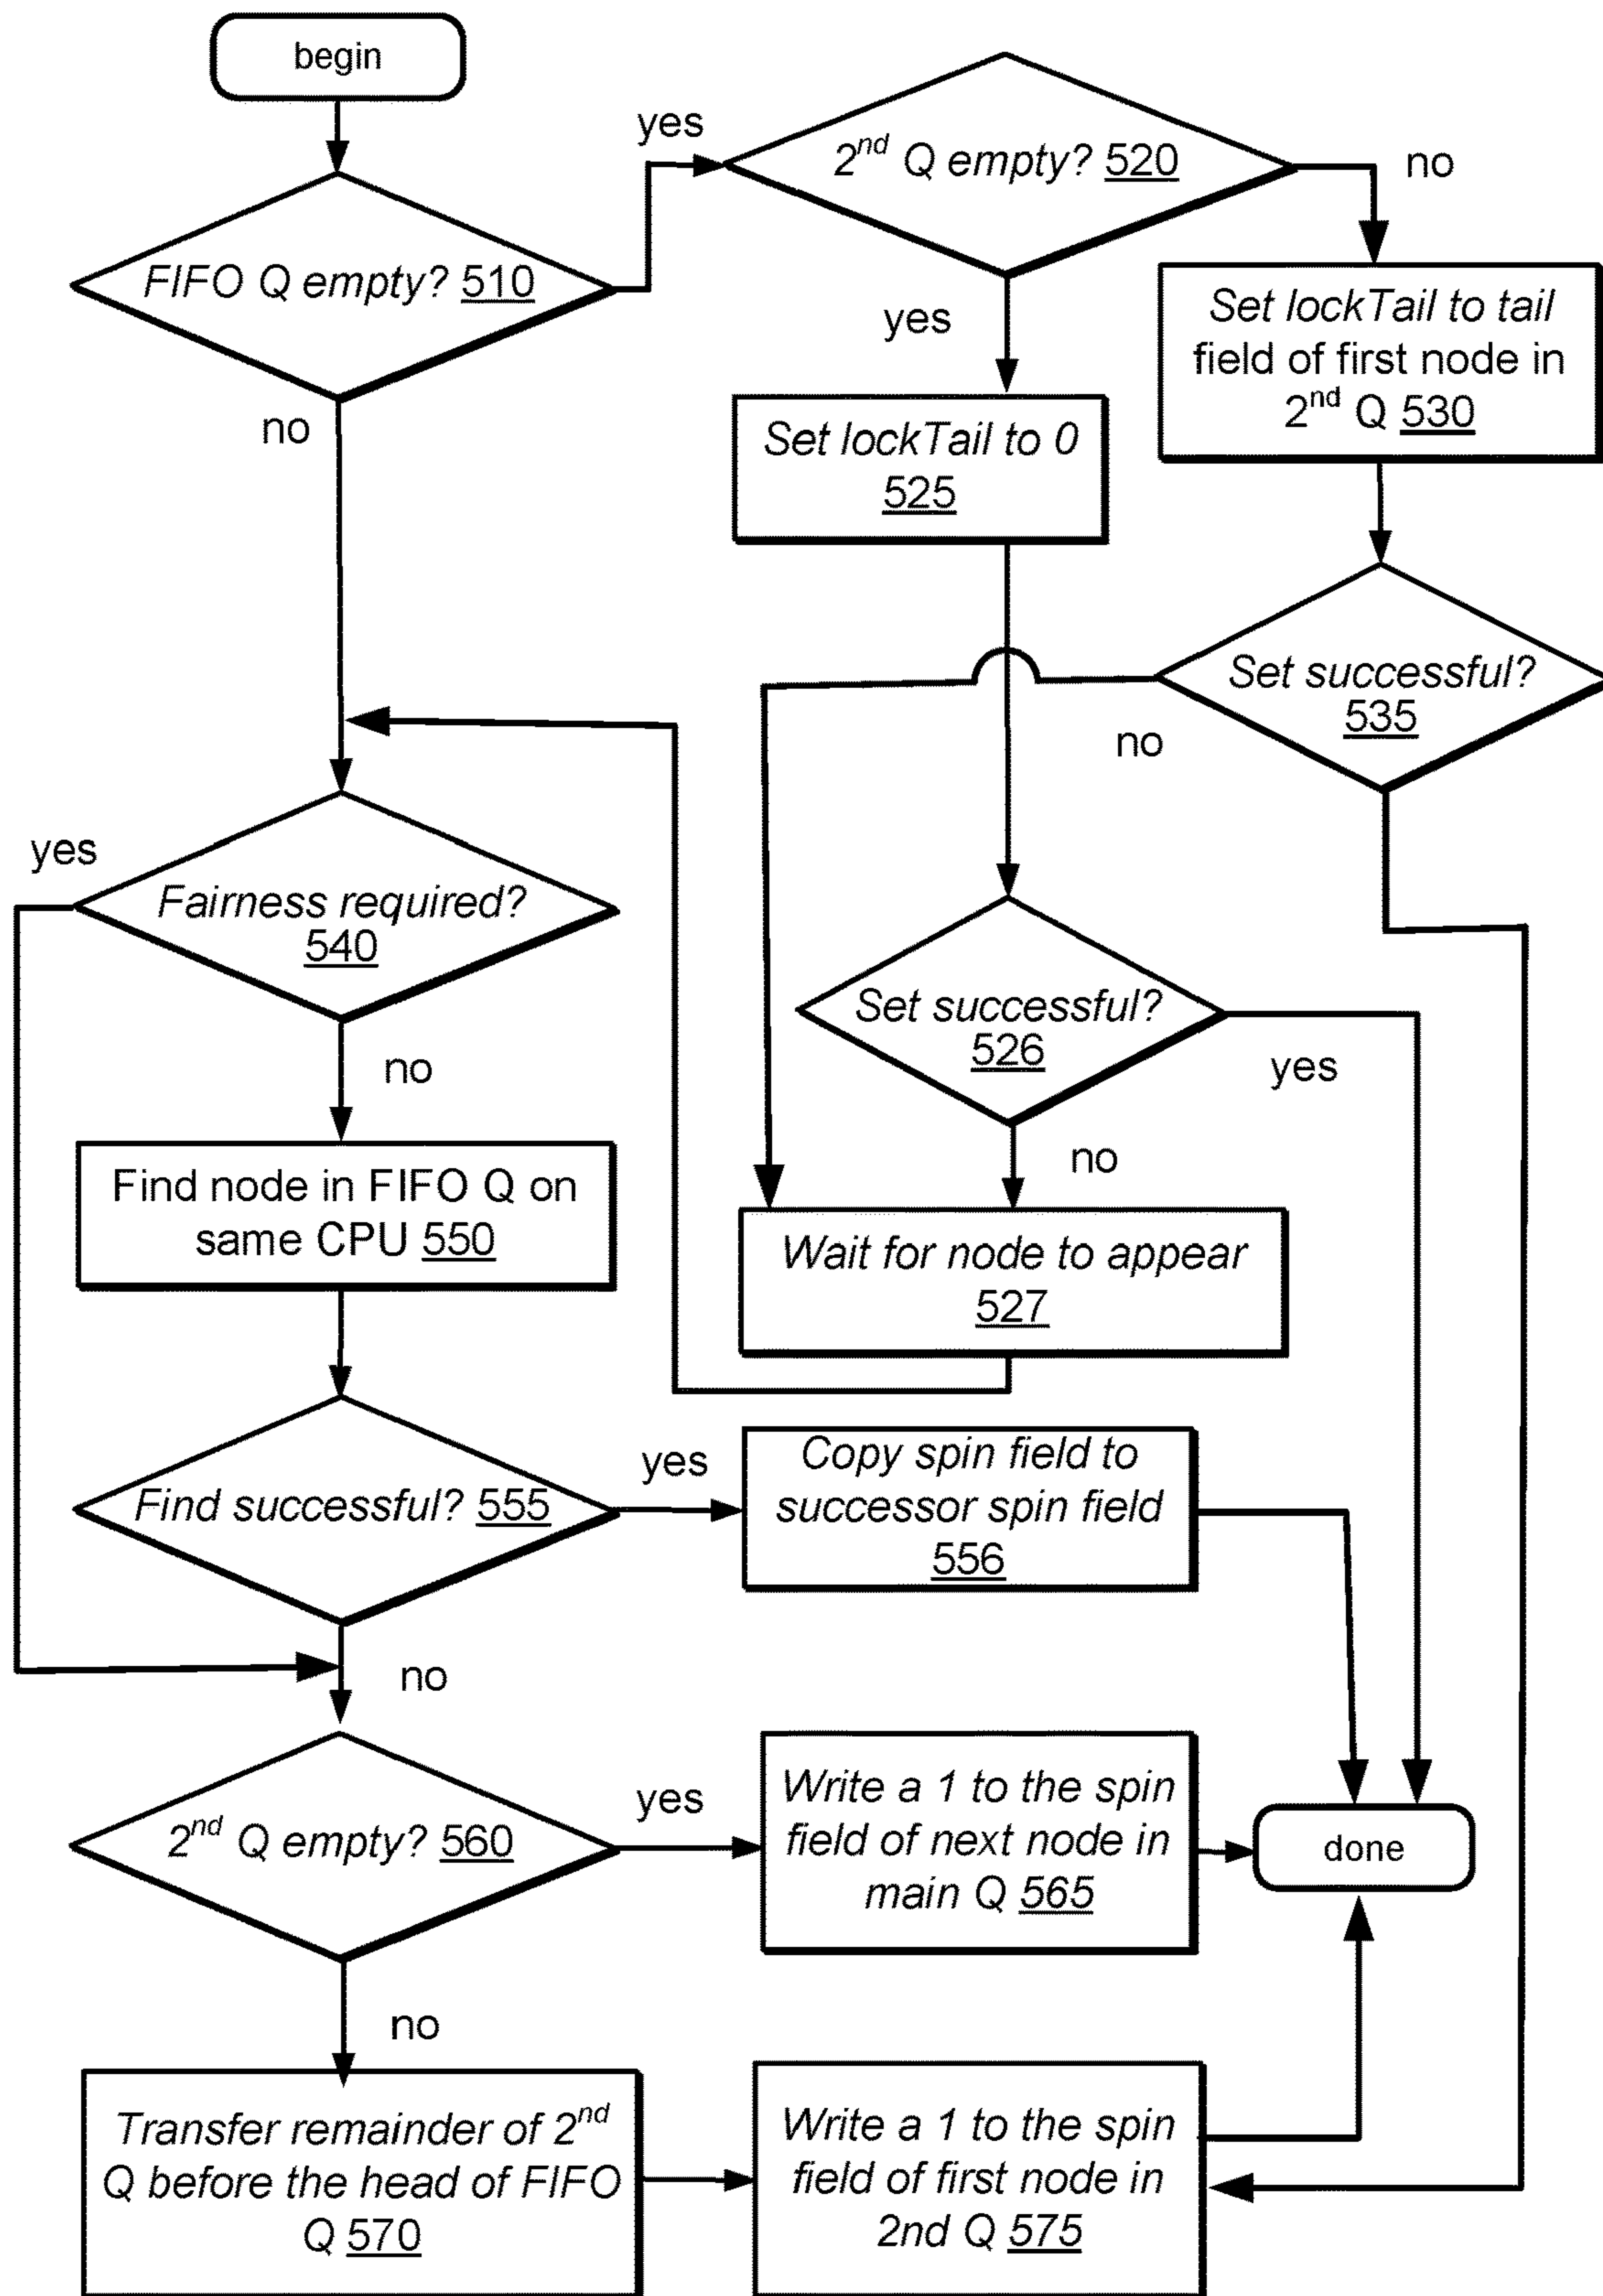 begin
yes
2nd Q empty? 520
no
FIFO Q empty? 510
yes
Set lockTail to tail
field of first node in
2nd Q 530
no
Set lockTail to 0
525
Set successful?
535
no
yes
Fairness required?
540
Set successful?
526
yes
no
no
Find node in FIFO Q on
same CPU 550
Wait for node to appear
527
Find successful? 555
yes
Copy spin field to
successor spin field
556
no
2nd Q empty? 560
yes
Write a 1 to the spin
field of next node in
main Q 565
done
no
Transfer remainder of 2nd
Q before the head of FIFO
Q 570
Write a 1 to the spin
field of first node in
2nd Q 575